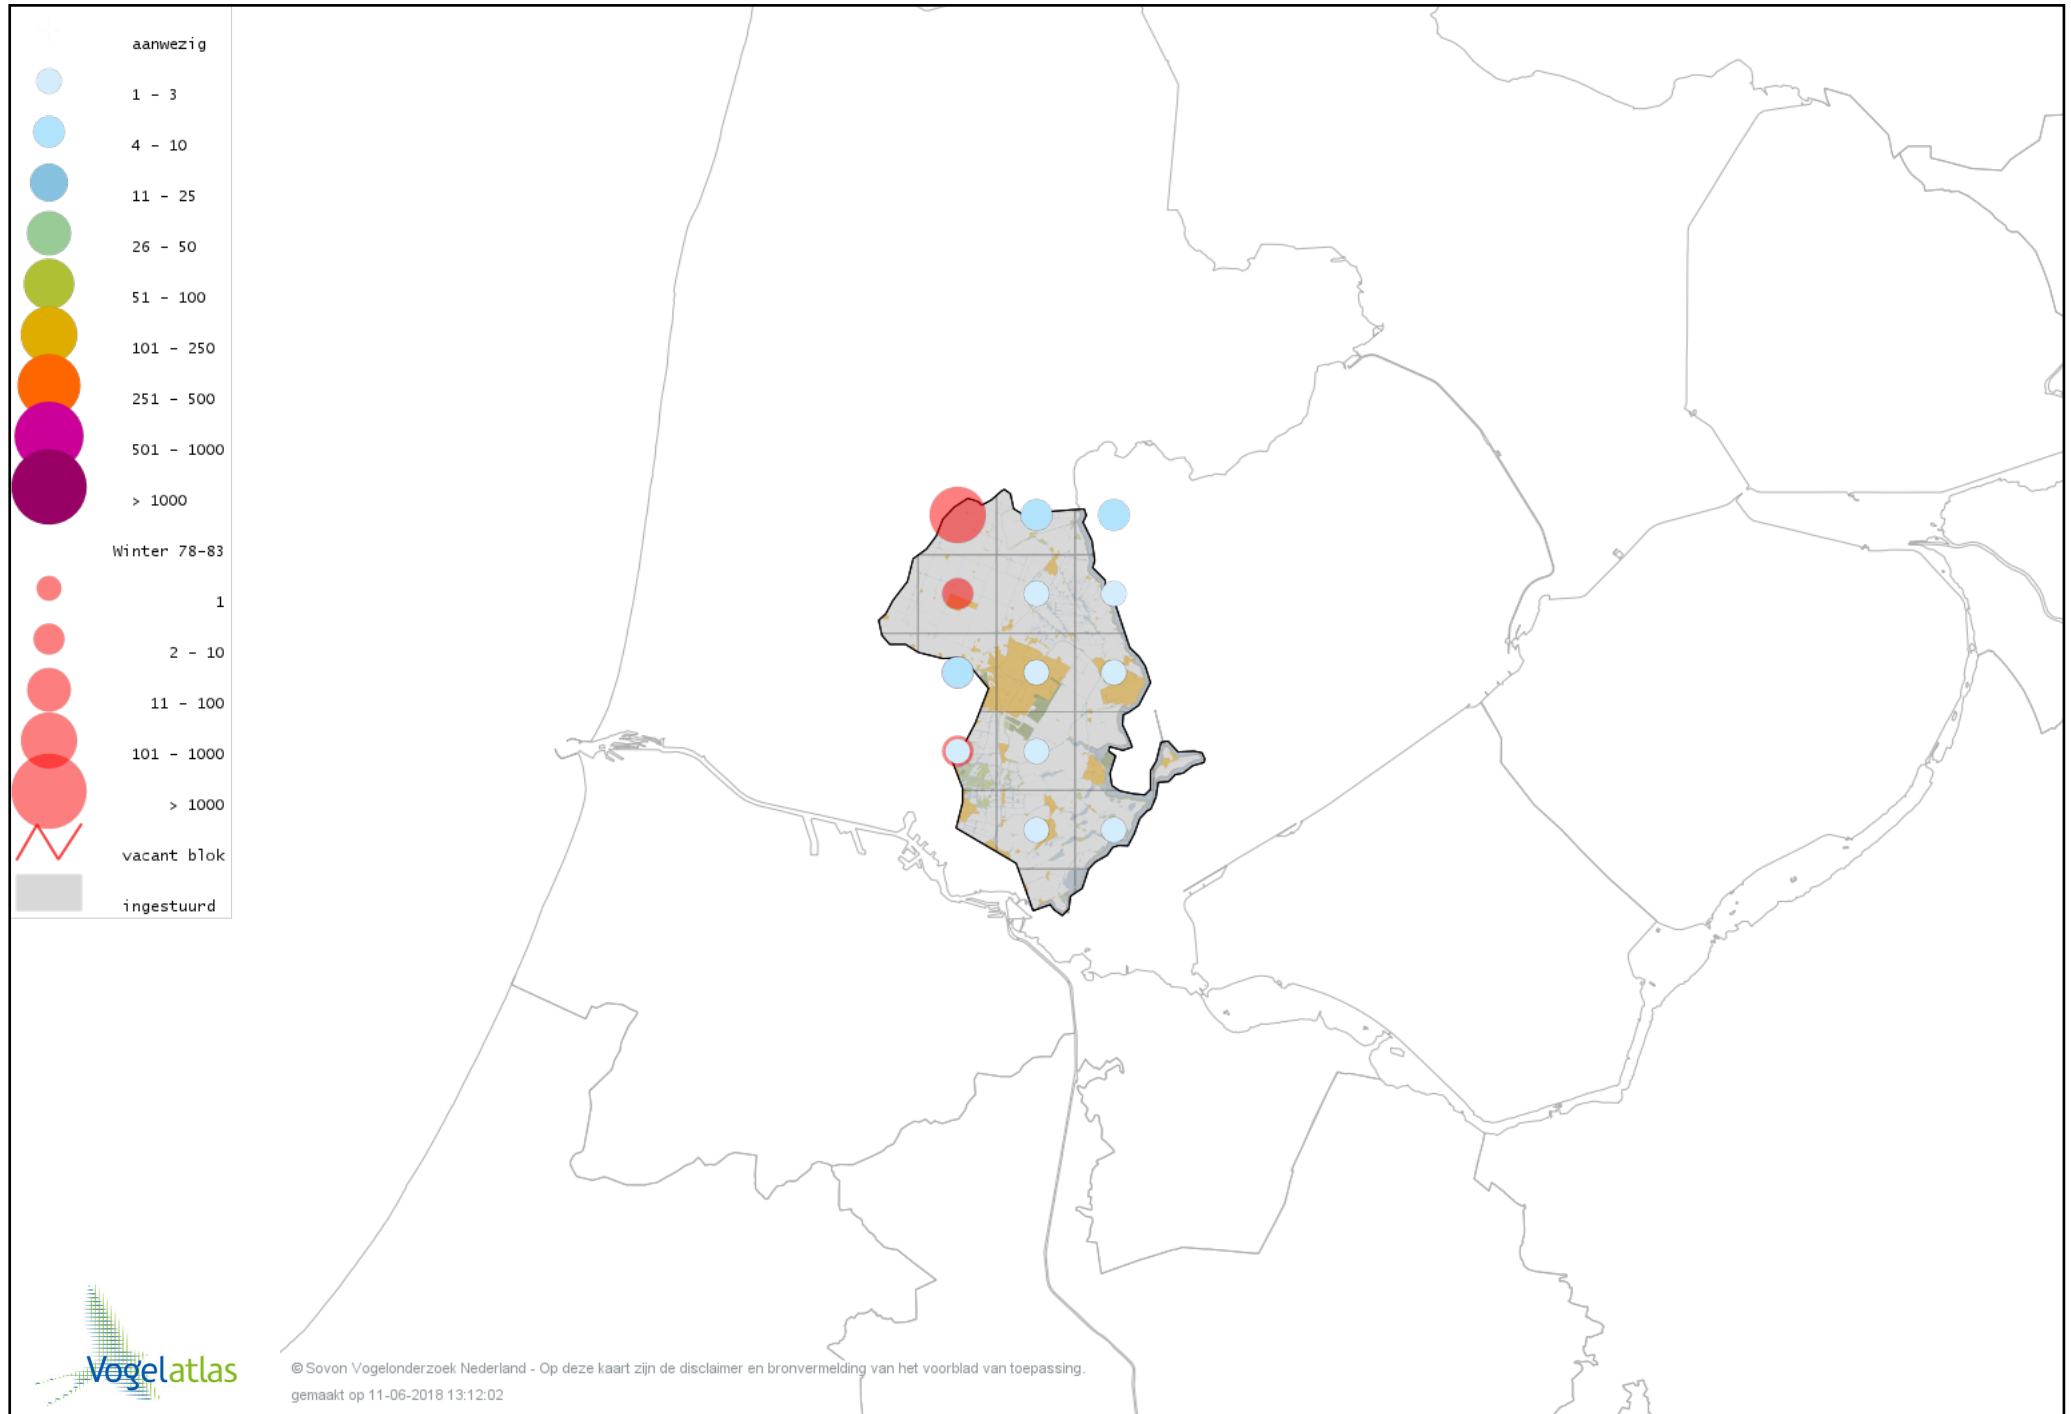 aanwezig
1 - 3
4 - 10
11 - 25
26 - 50
51 - 100
101 - 250
251 - 500
501 - 1000
> 1000
Winter 78-83
1
2 - 10
11 - 100
101 - 1000
> 1000
vacant blok
ingestuurd
Vogelatlas
© Sovon Vogelonderzoek Nederland - Op deze kaart zijn de disclaimer en bronvermelding van het voorblad van toepassing.
gemaakt op 11-06-2018 13:12:02